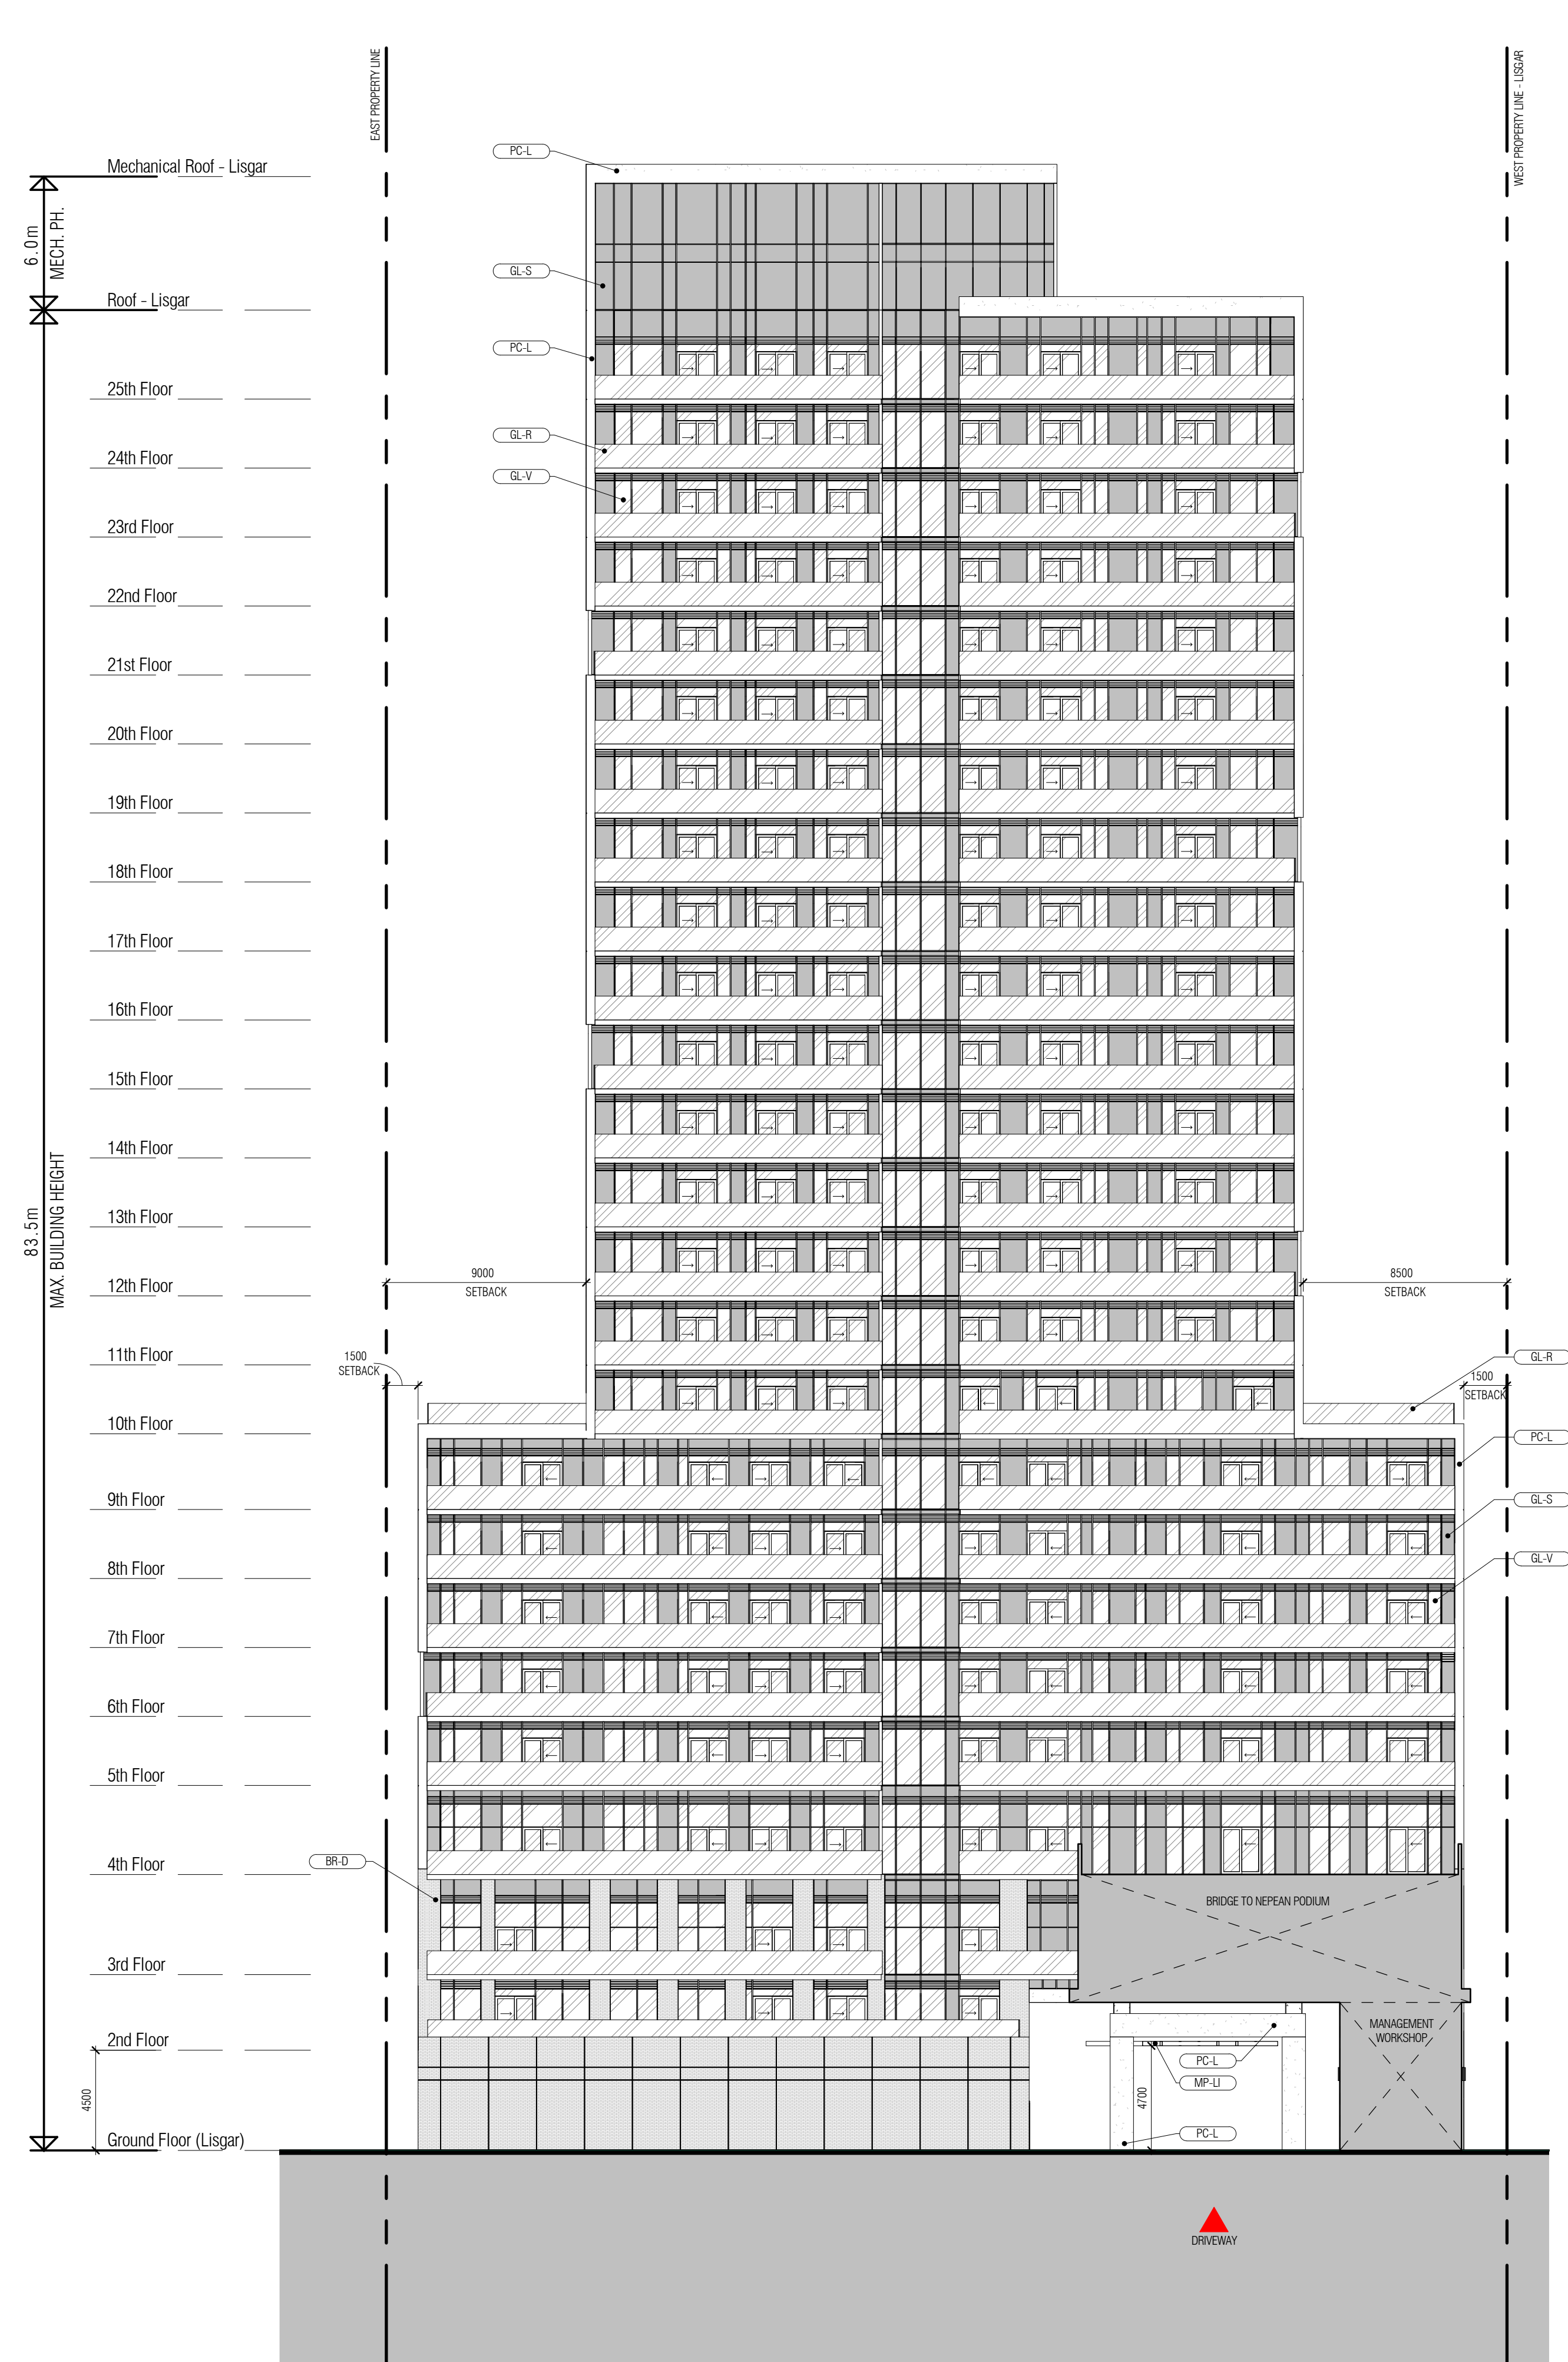 EAST PROPERTY LINE
WEST PROPERTY LINE - LISGAR
PC-L
Mechanical Roof - Lisgar
6.0m
MECH. PH.
GL-S
Roof - Lisgar
PC-L
25th Floor
GL-R
24th Floor
GL-V
23rd Floor
22nd Floor
21st Floor
20th Floor
19th Floor
18th Floor
17th Floor
16th Floor
15th Floor
14th Floor
83.5m
MAX. BUILDING HEIGHT
13th Floor
9000
SETBACK
8500
SETBACK
12th Floor
11th Floor
1500
SETBACK
GL-R
1500
SETBACK
10th Floor
PC-L
9th Floor
GL-S
8th Floor
GL-V
7th Floor
6th Floor
5th Floor
4th Floor
BR-D
BRIDGE TO NEPEAN PODIUM
3rd Floor
2nd Floor
MANAGEMENT
WORKSHOP
PC-L
MP-LI
4500
4700
PC-L
Ground Floor (Lisgar)
DRIVEWAY